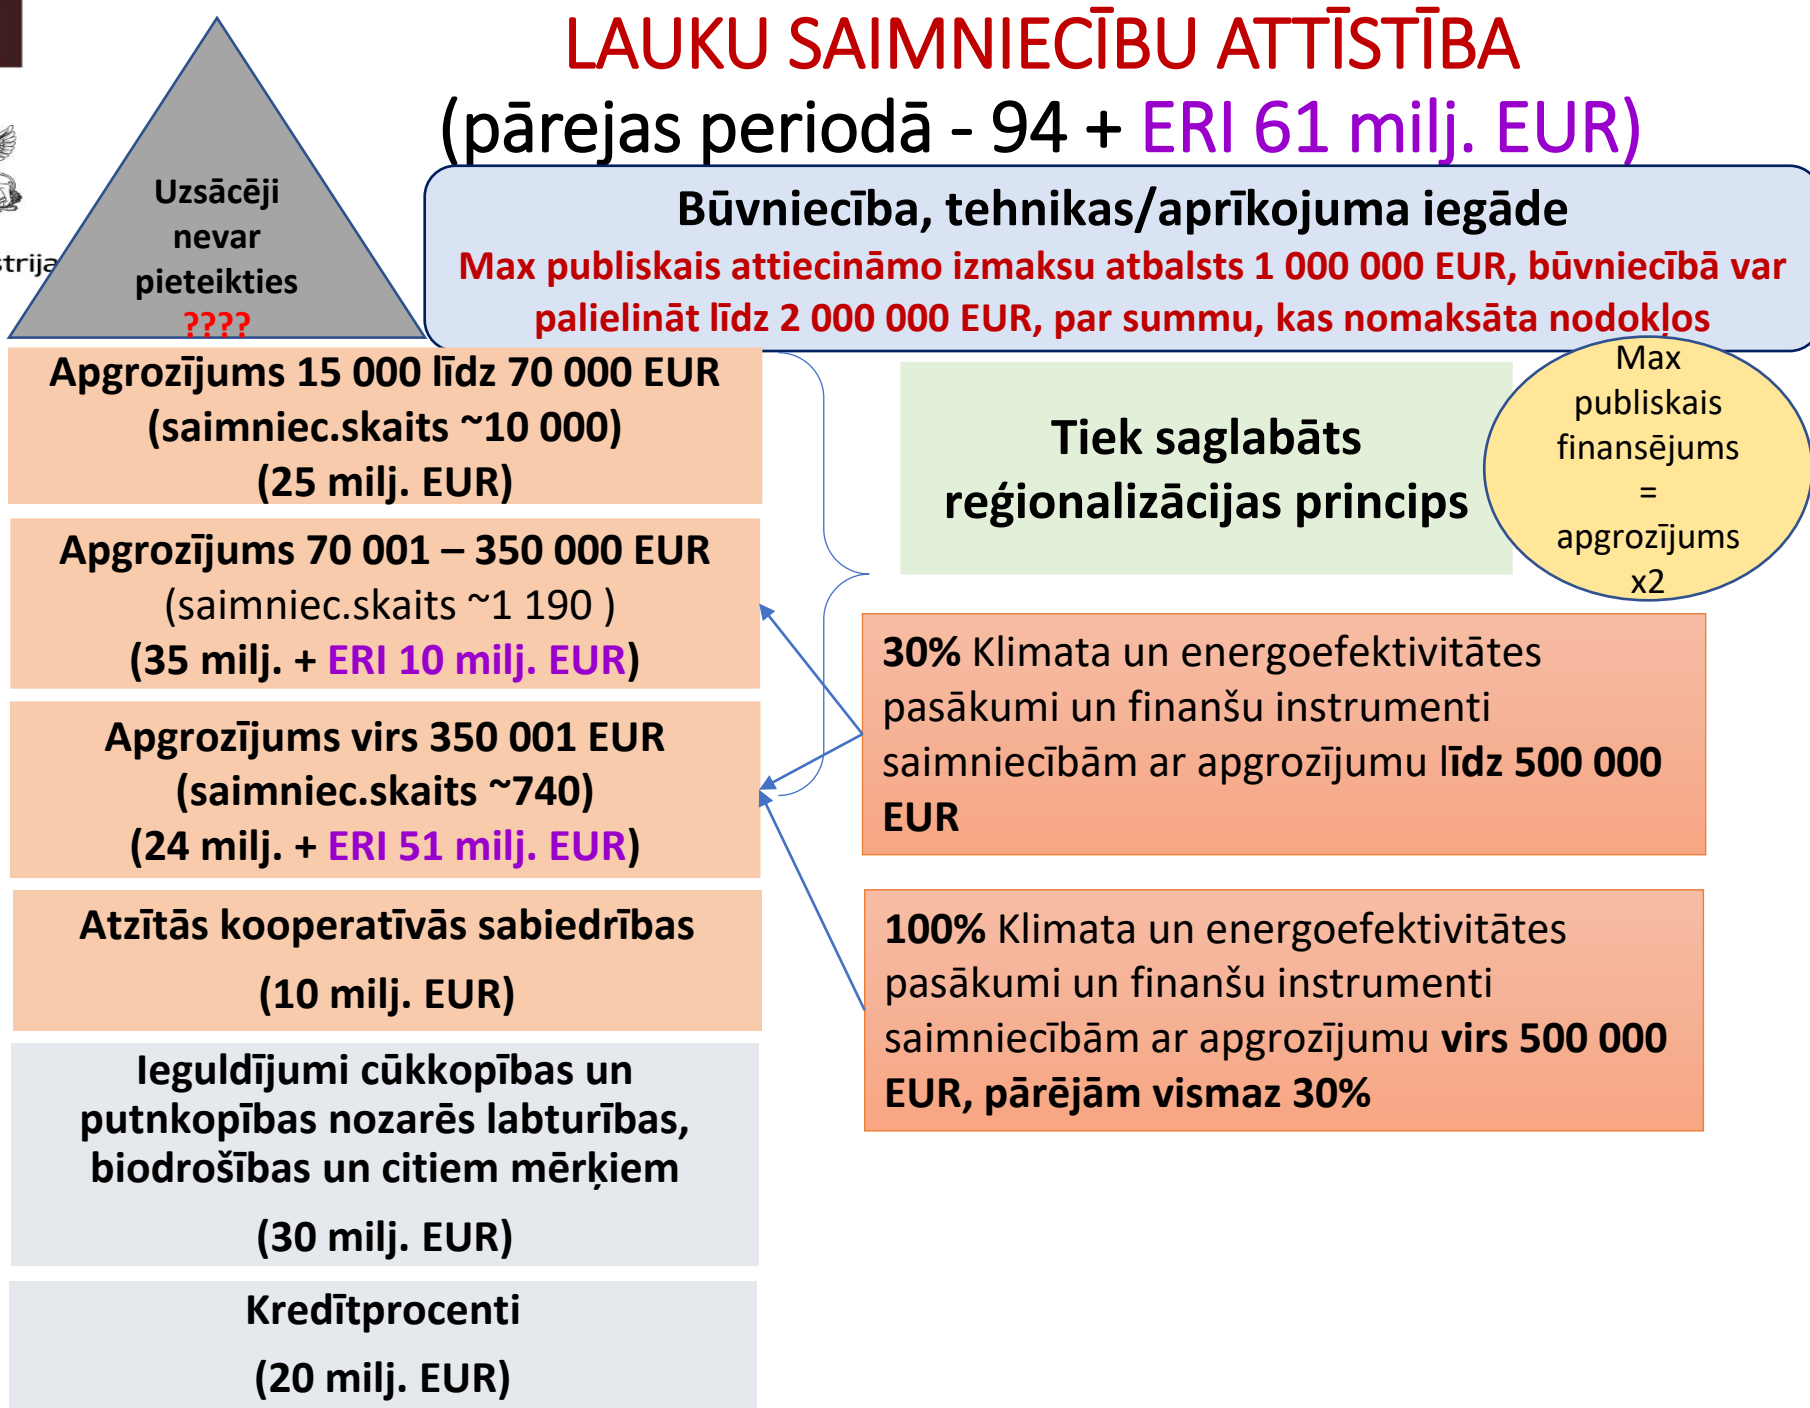 LAUKU SAIMNIECĪBU ATTĪSTĪBA
(pārejas periodā - 94 + ERI 61 milj. EUR)
Uzsācēji
nevar
pieteikties
????
strija
Būvniecība, tehnikas/aprīkojuma iegāde
Max publiskais attiecināmo izmaksu atbalsts 1 000 000 EUR, būvniecībā var
palielināt līdz 2 000 000 EUR, par summu, kas nomaksāta nodokļos
Apgrozījums 15 000 līdz 70 000 EUR
(saimniec.skaits ~10 000)
(25 milj. EUR)
Tiek saglabāts
reģionalizācijas princips
Max
publiskais
finansējums
=
apgrozījums
x2
Apgrozījums 70 001 – 350 000 EUR
(saimniec.skaits ~1 190 )
(35 milj. + ERI 10 milj. EUR)
30% Klimata un energoefektivitātes
pasākumi un finanšu instrumenti
saimniecībām ar apgrozījumu līdz 500 000
EUR
Apgrozījums virs 350 001 EUR
(saimniec.skaits ~740)
(24 milj. + ERI 51 milj. EUR)
Atzītās kooperatīvās sabiedrības
(10 milj. EUR)
100% Klimata un energoefektivitātes
pasākumi un finanšu instrumenti
saimniecībām ar apgrozījumu virs 500 000
EUR, pārējām vismaz 30%
Ieguldījumi cūkkopības un
putnkopības nozarēs labturības,
biodrošības un citiem mērķiem
(30 milj. EUR)
Kredītprocenti
(20 milj. EUR)